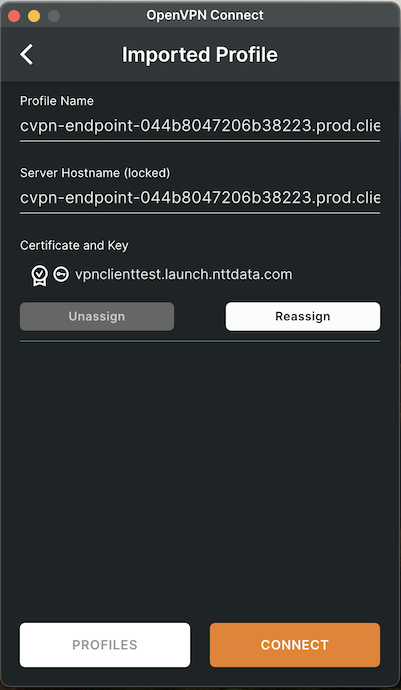 OpenVPN Connect
Imported Profile
Profile Name
cvpn-endpoint-044b8047206b38223.prod.clie
Server Hostname (locked)
cvpn-endpoint-044b8047206b38223.prod.clie
Certificate and Key
vpnclienttest.launch.nttdata.com
Unassign Reassign
PROFILES CONNECT